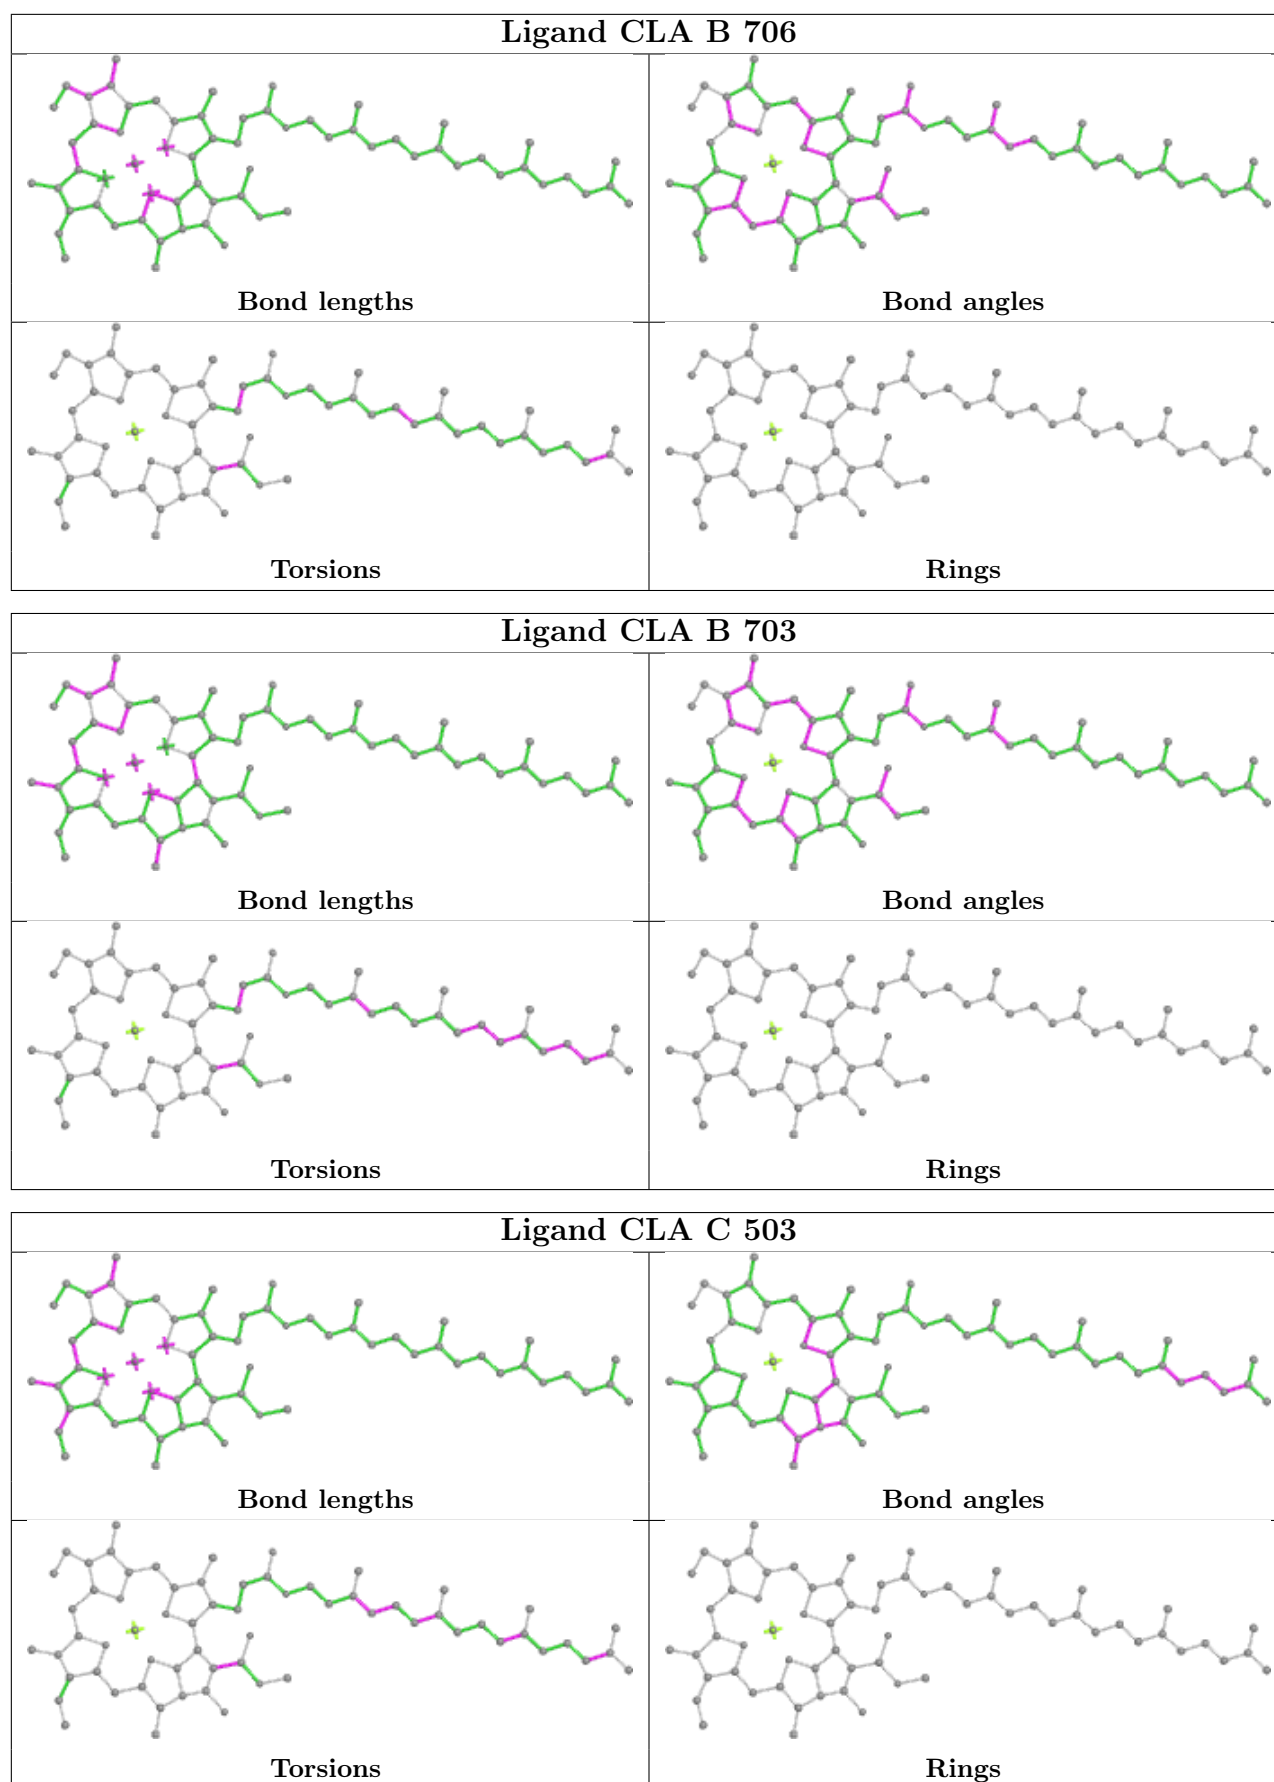 Ligand CLA B 706
Bond lengths
Bond angles
Torsions
Rings
Ligand CLA B 703
Bond lengths
Bond angles
Torsions
Rings
Ligand CLA C 503
Bond lengths
Bond angles
Torsions
Rings